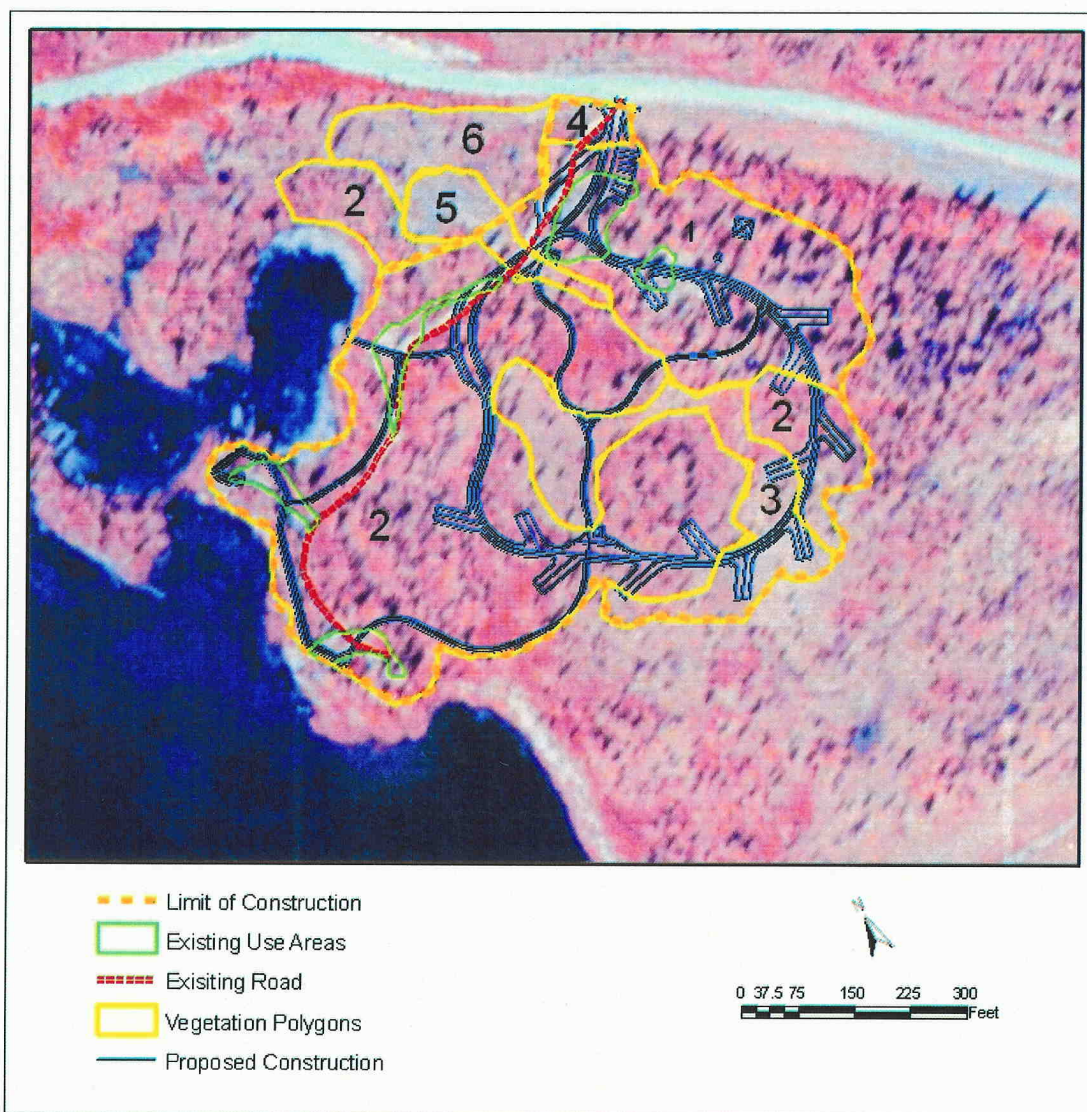 4
6
2
5
1
2
3
2
Limit of Construction
Existing Use Areas
Exisiting Road
Vegetation Polygons
Proposed Construction
N
0 37.5 75 150 225 300
Feet